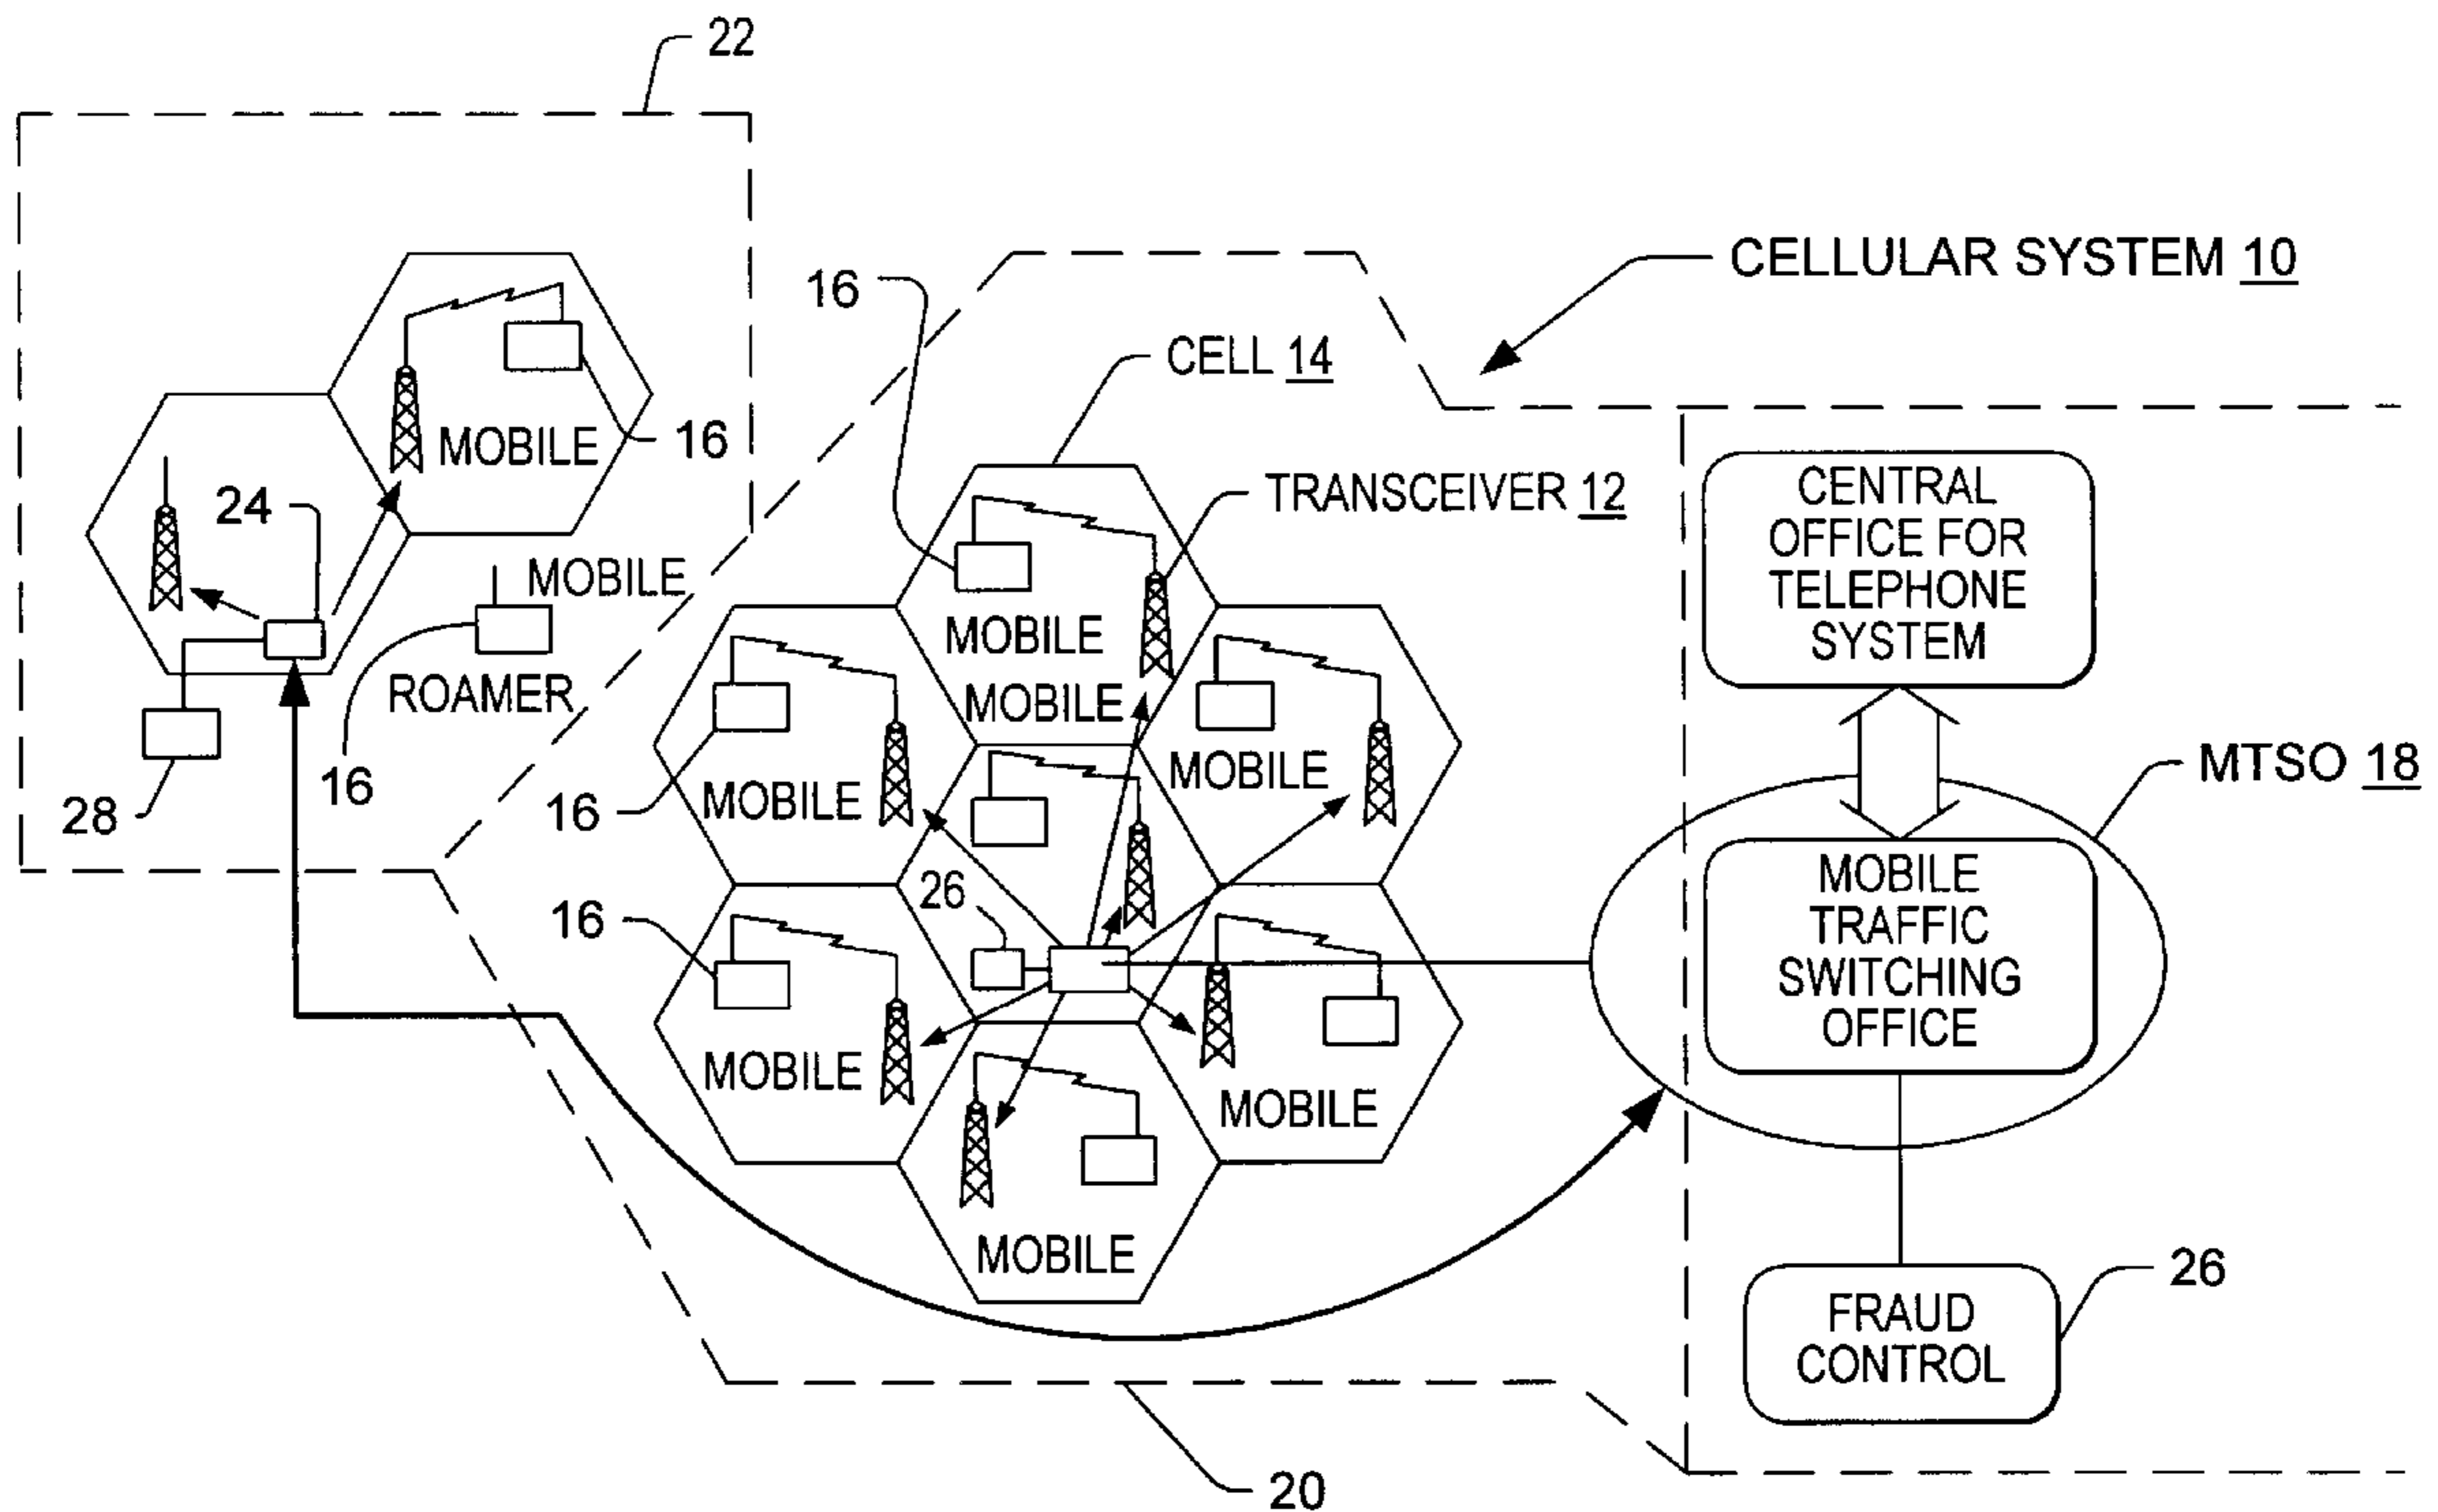 22
CELLULAR SYSTEM 10
16
CELL 14
MOBILE
16
24
TRANSCEIVER 12
CENTRAL
OFFICE FOR
TELEPHONE
SYSTEM
MOBILE
ROAMER
16
28
MOBILE
MOBILE
MOBILE
16
MOBILE
MTSO 18
MOBILE
TRAFFIC
SWITCHING
OFFICE
26
16
MOBILE
MOBILE
MOBILE
26
FRAUD
CONTROL
20